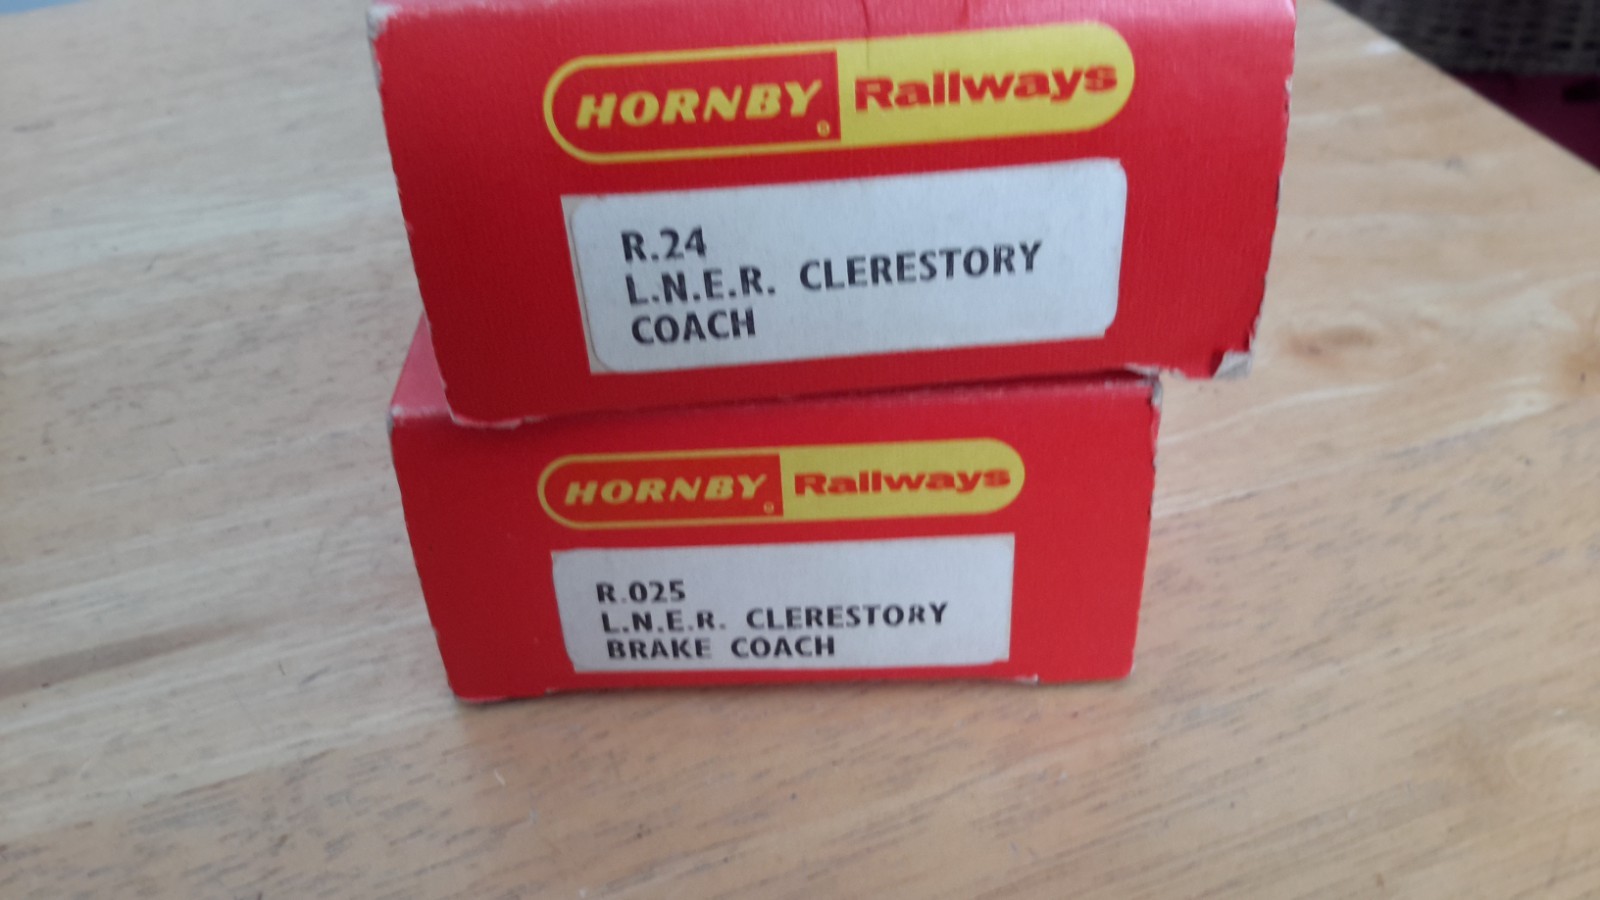 HORNBY Railways
R.24
L.N.E.R. CLERESTORY
COACH
HORNBY Railways
R.025
L.N.E.R. CLERESTORY
BRAKE COACH